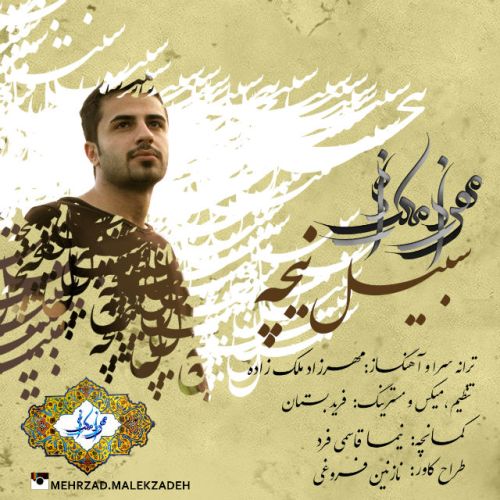 مهرزاد ملک زاده
سبیل نیچه
ترانه سرا و آهنگساز: مهرزاد ملک زاده
تنظیم، میکس و مسترینگ: فرید بستان
کمانچه: نیما قاسمی فرد
طراح کاور: نازنین فروغی
MEHRZAD.MALEKZADEH